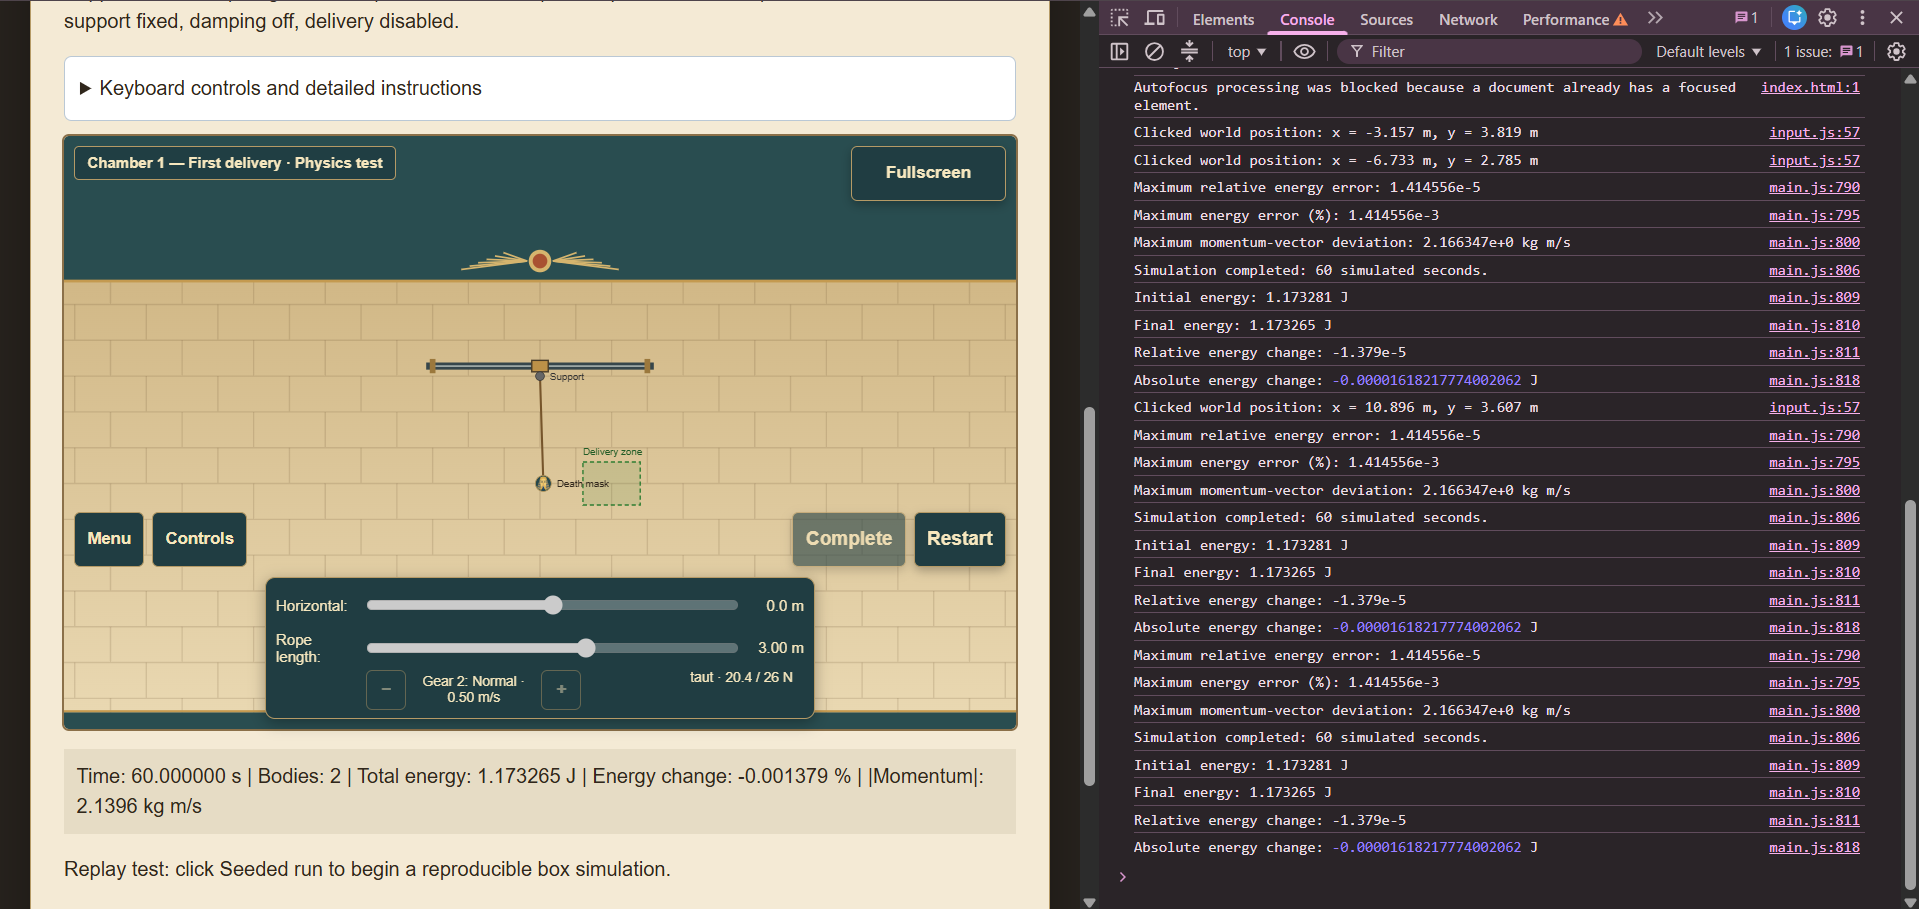 support fixed, damping off, delivery disabled.
▶ Keyboard controls and detailed instructions
Chamber 1 — First delivery · Physics test
Fullscreen
Support
Delivery zone
Death mask
Menu
Controls
Complete
Restart
Horizontal:
0.0 m
Rope
length:
3.00 m
−
Gear 2: Normal ·
0.50 m/s
+
taut · 20.4 / 26 N
Time: 60.000000 s | Bodies: 2 | Total energy: 1.173265 J | Energy change: -0.001379 % | |Momentum|:
2.1396 kg m/s
Replay test: click Seeded run to begin a reproducible box simulation.
Elements Console Sources Network Performance 1
top Filter Default levels 1 issue: 1
Autofocus processing was blocked because a document already has a focused index.html:1
element.
Clicked world position: x = -3.157 m, y = 3.819 m input.js:57
Clicked world position: x = -6.733 m, y = 2.785 m input.js:57
Maximum relative energy error: 1.414556e-5 main.js:790
Maximum energy error (%): 1.414556e-3 main.js:795
Maximum momentum-vector deviation: 2.166347e+0 kg m/s main.js:800
Simulation completed: 60 simulated seconds. main.js:806
Initial energy: 1.173281 J main.js:809
Final energy: 1.173265 J main.js:810
Relative energy change: -1.379e-5 main.js:811
Absolute energy change: -0.00001618217774002062 J main.js:818
Clicked world position: x = 10.896 m, y = 3.607 m input.js:57
Maximum relative energy error: 1.414556e-5 main.js:790
Maximum energy error (%): 1.414556e-3 main.js:795
Maximum momentum-vector deviation: 2.166347e+0 kg m/s main.js:800
Simulation completed: 60 simulated seconds. main.js:806
Initial energy: 1.173281 J main.js:809
Final energy: 1.173265 J main.js:810
Relative energy change: -1.379e-5 main.js:811
Absolute energy change: -0.00001618217774002062 J main.js:818
Maximum relative energy error: 1.414556e-5 main.js:790
Maximum energy error (%): 1.414556e-3 main.js:795
Maximum momentum-vector deviation: 2.166347e+0 kg m/s main.js:800
Simulation completed: 60 simulated seconds. main.js:806
Initial energy: 1.173281 J main.js:809
Final energy: 1.173265 J main.js:810
Relative energy change: -1.379e-5 main.js:811
Absolute energy change: -0.00001618217774002062 J main.js:818